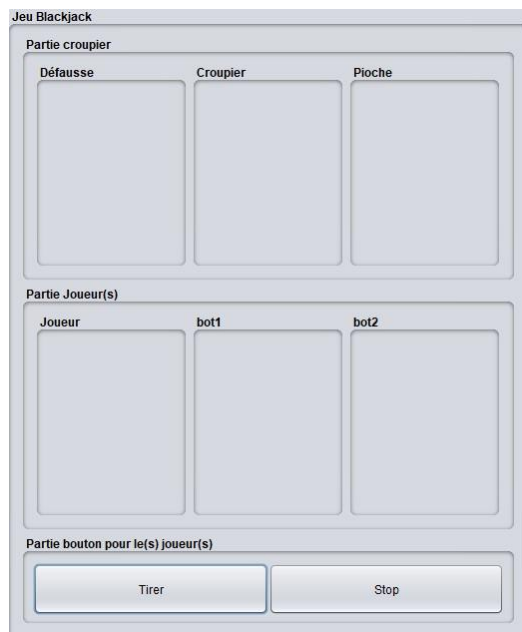 Jeu Blackjack
Partie croupier
Défausse
Croupier
Pioche
Partie Joueur(s)
Joueur
bot1
bot2
Partie bouton pour le(s) joueur(s)
Tirer
Stop